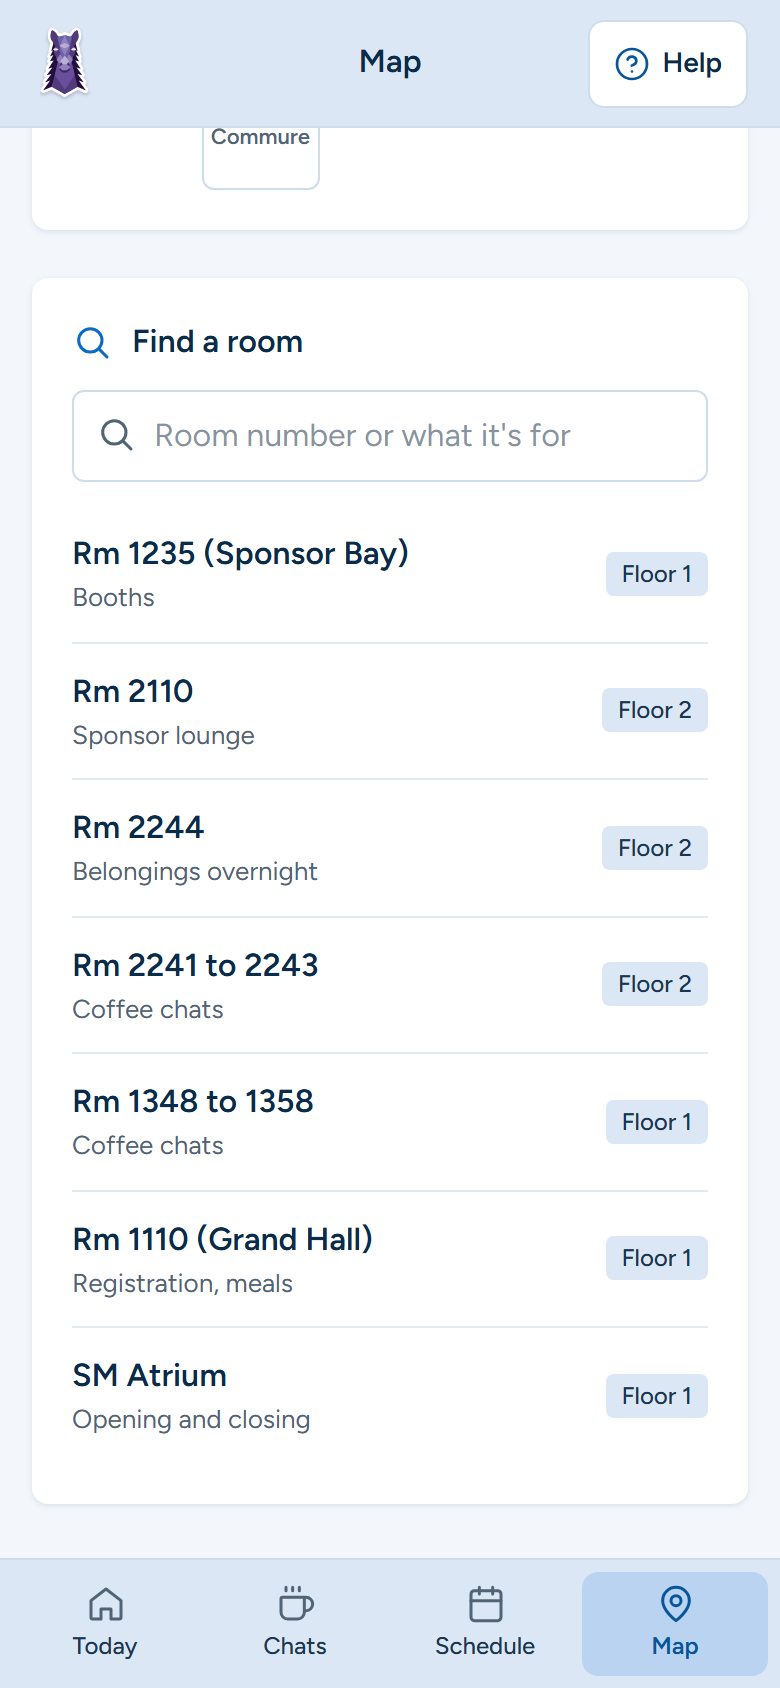 Map
Help
Commure
Find a room
Room number or what it's for
Rm 1235 (Sponsor Bay)
Booths
Floor 1
Rm 2110
Sponsor lounge
Floor 2
Rm 2244
Belongings overnight
Floor 2
Rm 2241 to 2243
Coffee chats
Floor 2
Rm 1348 to 1358
Coffee chats
Floor 1
Rm 1110 (Grand Hall)
Registration, meals
Floor 1
SM Atrium
Opening and closing
Floor 1
Today
Chats
Schedule
Map